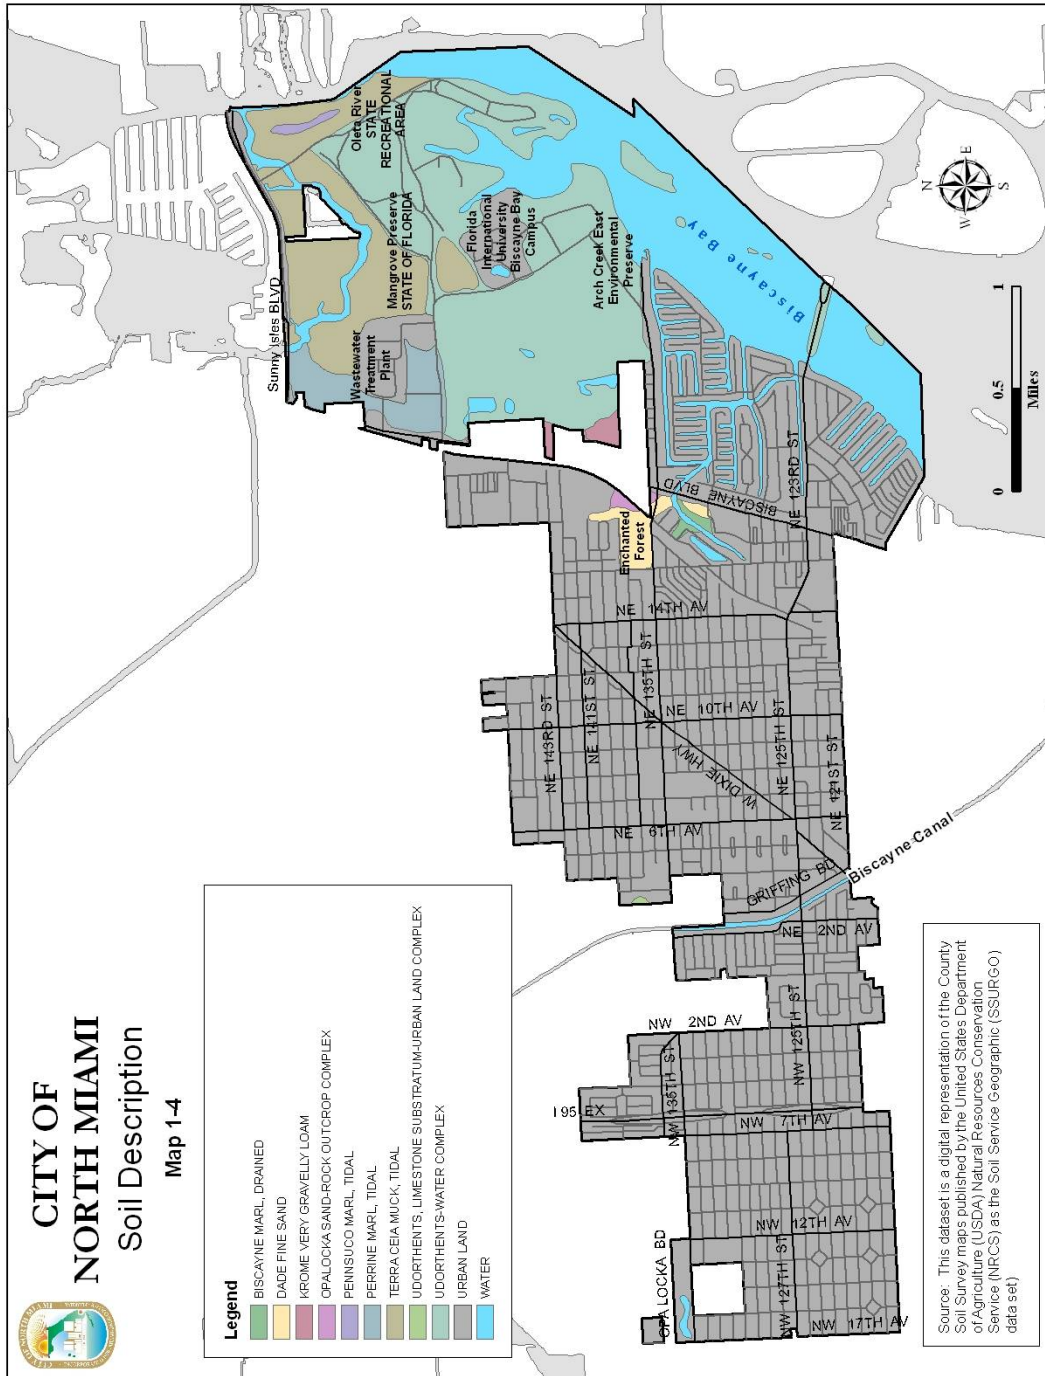 CITY OF
NORTH MIAMI
Soil Description
Map 1-4
Legend
BISCAYNE MARL, DRAINED
DADE FINE SAND
KROME VERY GRAVELLY LOAM
OPALOCKA SAND-ROCK OUTCROP COMPLEX
PENNSUCO MARL, TIDAL
PERRINE MARL, TIDAL
TERRA CEIA MUCK, TIDAL
UDORTHENTS, LIMESTONE SUBSTRATUM-URBAN LAND COMPLEX
UDORTHENTS-WATER COMPLEX
URBAN LAND
WATER
Sunny Isles BLVD
Oleta River
STATE
RECREATIONAL
AREA
Mangrove Preserve
STATE OF FLORIDA
Wastewater
Treatment
Plant
Florida
International
University
Biscayne Bay
Campus
Arch Creek East
Environmental
Preserve
Biscayne Bay
Enchanted
Forest
BISCAYNE BLVD
NE 123RD ST
NE 14TH AV
NE 143RD ST
NE 141ST ST
NE 135TH ST
NE 10TH AV
W DIXIE HWY
NE 125TH ST
NE 121ST ST
NE 6TH AV
GRIFFING BD
Biscayne Canal
NE 2ND AV
NW 2ND AV
NW 125TH ST
NW 135TH ST
I 95 EX
NW 7TH AV
NW 12TH AV
NW 127TH ST
OPA LOCKA BD
NW 17TH AV
N
W E
S
0 0.5 1
Miles
Source: This dataset is a digital representation of the County
Soil Survey maps published by the United States Department
of Agriculture (USDA) Natural Resources Conservation
Service (NRCS) as the Soil Service Geographic (SSURGO)
data set)